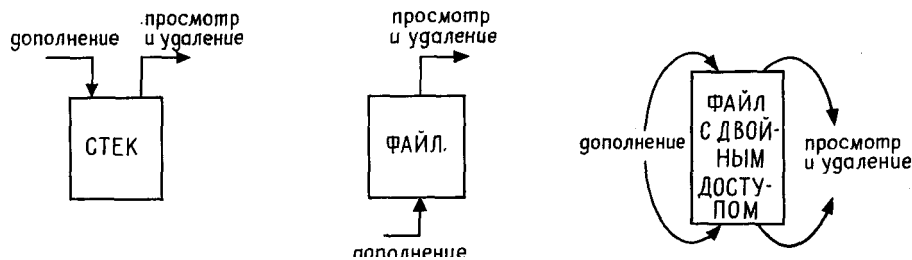 дополнение
просмотр
и удаление
СТЕК
просмотр
и удаление
ФАЙЛ.
дополнение
дополнение
ФАЙЛ
С ДВОЙ-
НЫМ
ДОСТУ-
ПОМ
просмотр
и удаление